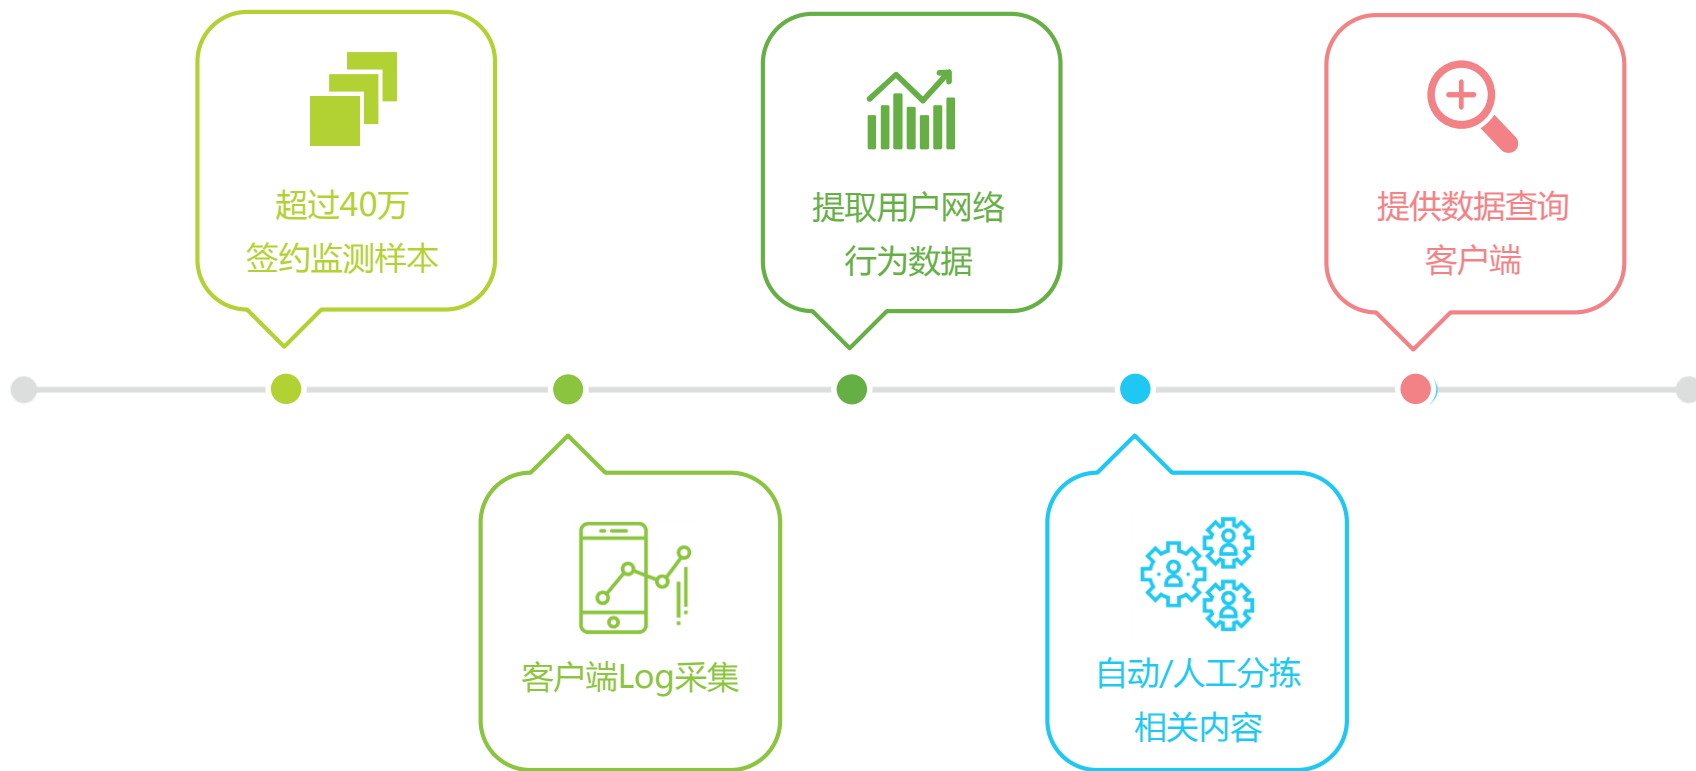 超过40万
签约监测样本
客户端Log采集
提取用户网络
行为数据
自动/人工分拣
相关内容
提供数据查询
客户端